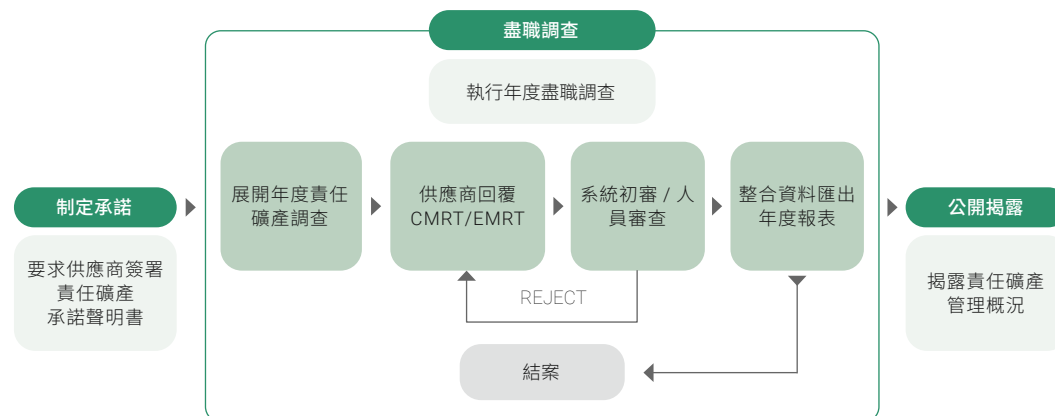 制定承諾
要求供應商簽署
責任礦產
承諾聲明書
盡職調查
執行年度盡職調查
展開年度責任
礦產調查
供應商回覆
CMRT/EMRT
系統初審 / 人
員審查
整合資料匯出
年度報表
REJECT
結案
公開揭露
揭露責任礦產
管理概況